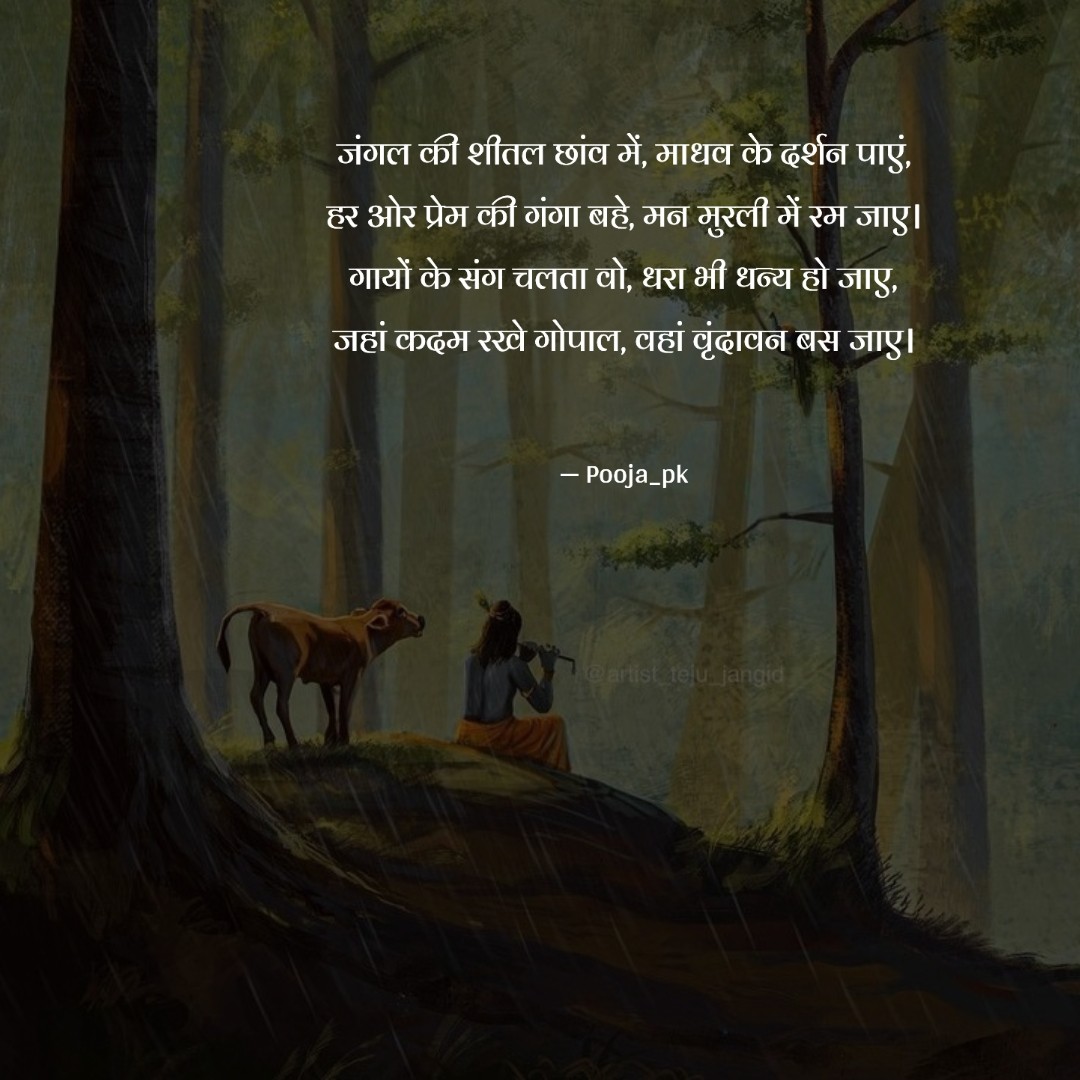 जंगल की शीतल छांव में, माधव के दर्शन पाएं,
हर ओर प्रेम की गंगा बहे, मन मुरली में रम जाए।
गायों के संग चलता वो, धरा भी धन्य हो जाए,
जहां कदम रखे गोपाल, वहां वृंदावन बस जाए।
— Pooja_pk
@artist_telu_jangid